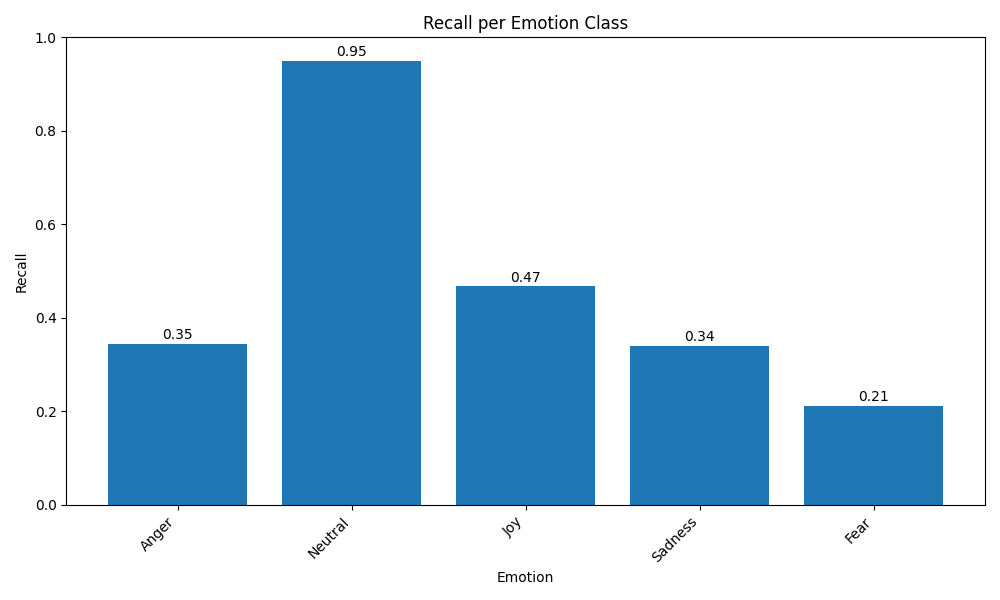 Recall per Emotion Class
1.0
0.8
0.6
0.4
0.2
0.0
Recall
0.35
0.95
0.47
0.34
0.21
Anger
Neutral
Joy
Sadness
Fear
Emotion